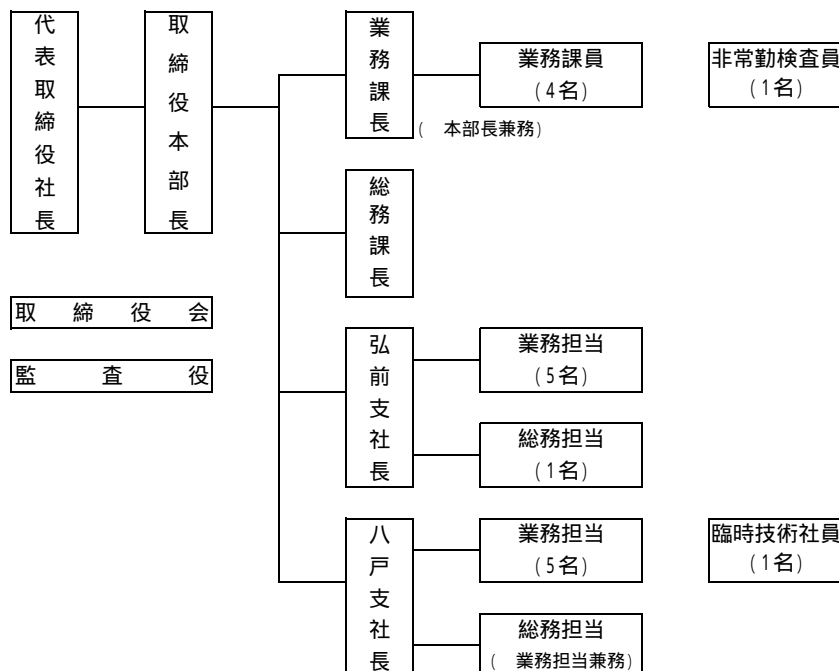 代表取締役社長
取締役本部長
業務課長
( 本部長兼務)
業務課員
(4名)
非常勤検査員
(1名)
総務課長
取締役会
監査役
弘前支社長
業務担当
(5名)
総務担当
(1名)
八戸支社長
業務担当
(5名)
臨時技術社員
(1名)
総務担当
( 業務担当兼務)